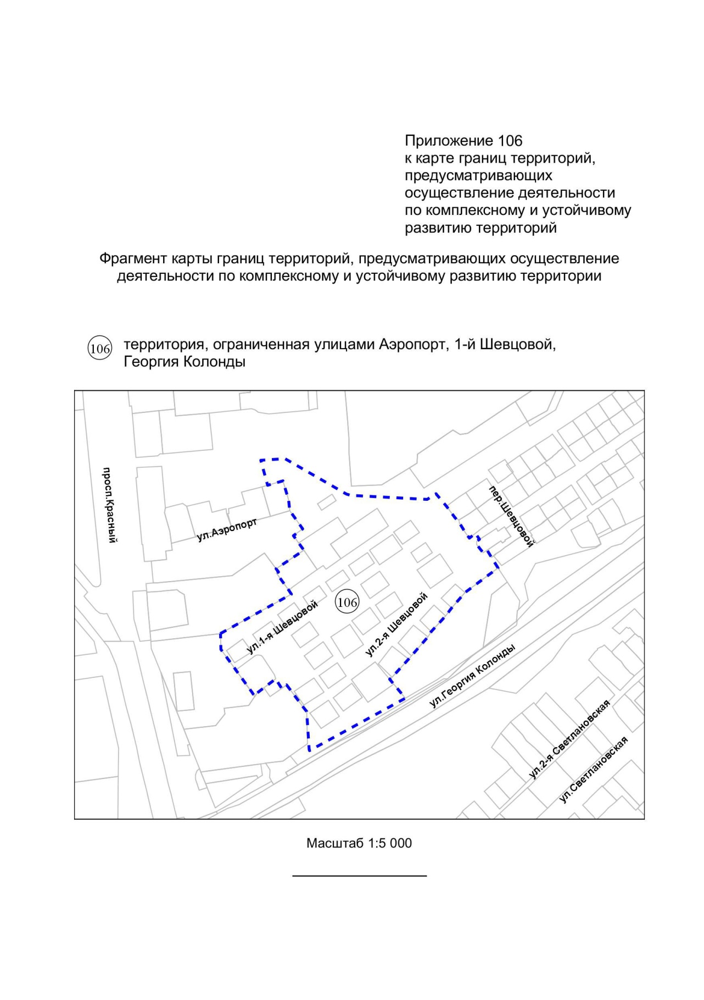 Приложение 106
к карте границ территорий,
предусматривающих
осуществление деятельности
по комплексному и устойчивому
развитию территорий
Фрагмент карты границ территорий, предусматривающих осуществление
деятельности по комплексному и устойчивому развитию территории
106
территория, ограниченная улицами Аэропорт, 1-й Шевцовой,
Георгия Колонды
просп.Красный
ул.Аэропорт
пер.Шевцовой
106
ул.1-я Шевцовой
ул.2-я Шевцовой
ул.Георгия Колонды
ул.2-я Светлановская
ул.Светлановская
Масштаб 1:5 000